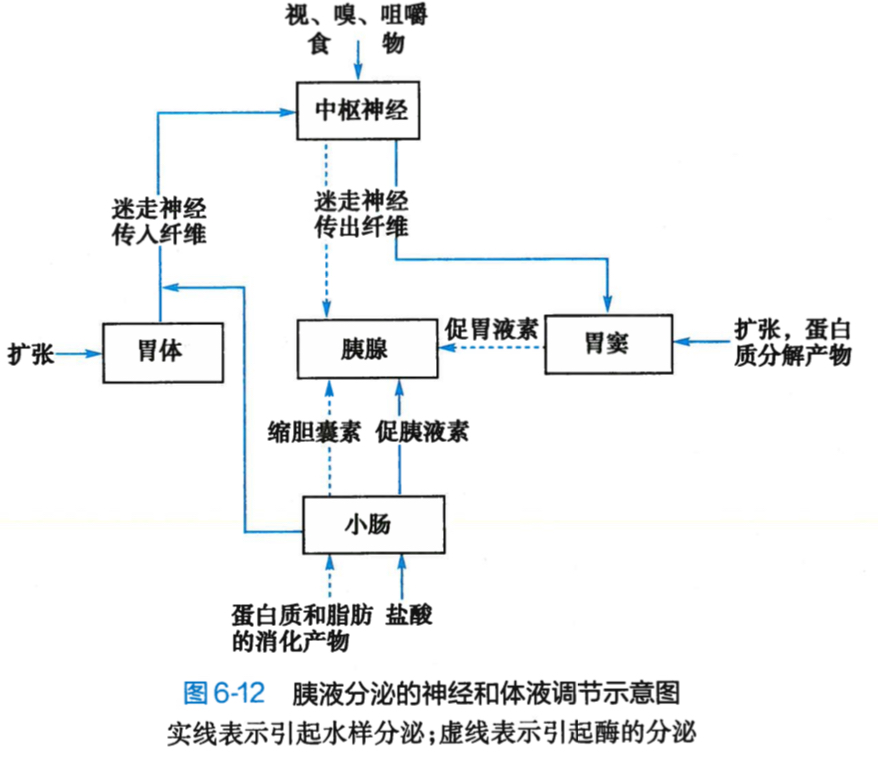 视、嗅、咀嚼
食 物
中枢神经
迷走神经
传入纤维
迷走神经
传出纤维
扩张
胃体
胰腺
促胃液素
胃窦
扩张，蛋白
质分解产物
缩胆囊素 促胰液素
小肠
蛋白质和脂肪 盐酸
的消化产物
图6-12 胰液分泌的神经和体液调节示意图
实线表示引起水样分泌；虚线表示引起酶的分泌